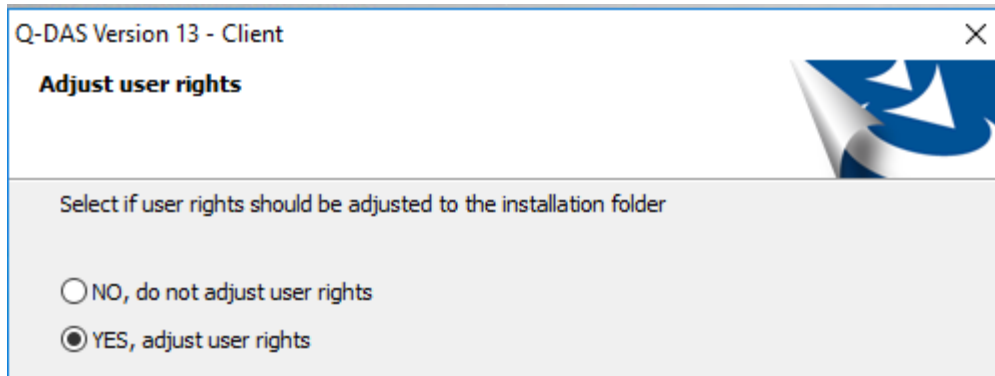 Q-DAS Version 13 - Client
Adjust user rights
Select if user rights should be adjusted to the installation folder
NO, do not adjust user rights
YES, adjust user rights